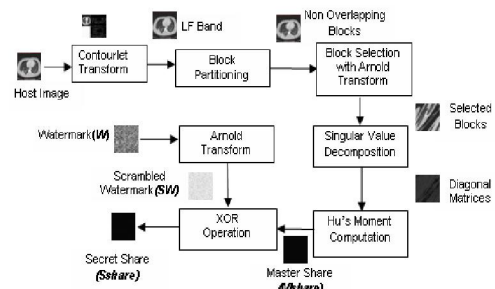 LF Band
Non Overlapping
Blocks
Contourlet
Transform
Block
Partitioning
Block Selection
with Arnold
Transform
Host Image
Watermark(W)
Arnold
Transform
Singular Value
Decomposition
Selected
Blocks
Scrambled
Watermark(SW)
Diagonal
Matrices
XOR
Operation
Hu's Moment
Computation
Secret Share
(Sshare)
Master Share
(Mshare)